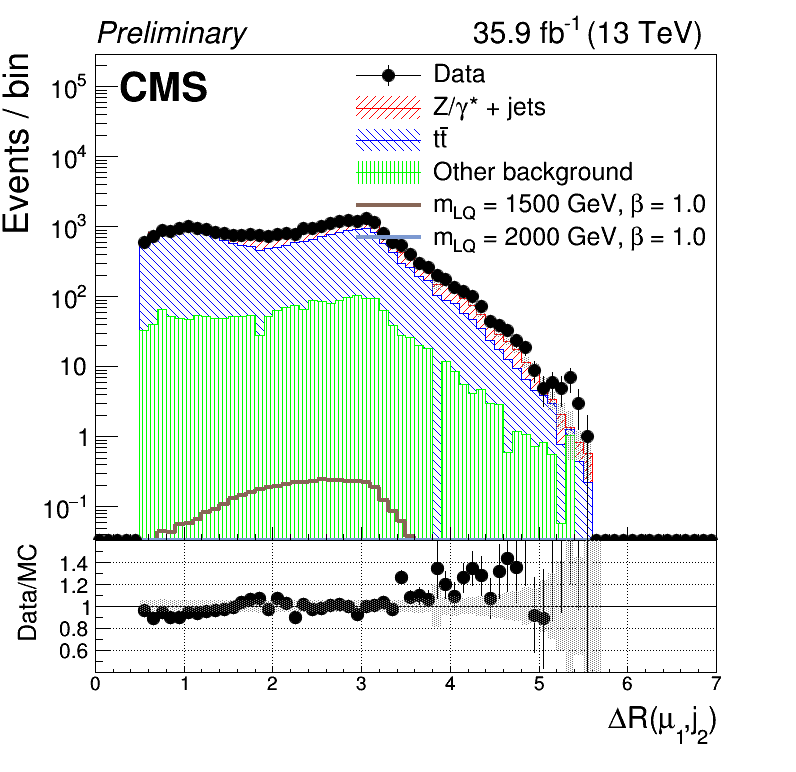 Preliminary 35.9 fb⁻¹ (13 TeV)
CMS
Data
Z/γ* + jets
tt̄
Other background
m_LQ = 1500 GeV, β = 1.0
m_LQ = 2000 GeV, β = 1.0
Events / bin
10⁵
10⁴
10³
10²
10
1
10⁻¹
Data/MC
1.4
1.2
1
0.8
0.6
0 1 2 3 4 5 6 7
ΔR(μ₁,j₂)